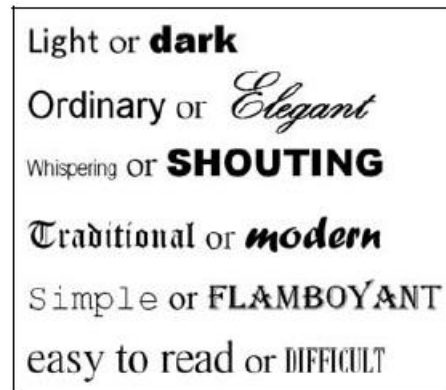 Light or dark
Ordinary or Elegant
Whispering or SHOUTING
Traditional or modern
Simple or FLAMBOYANT
easy to read or DIFFICULT